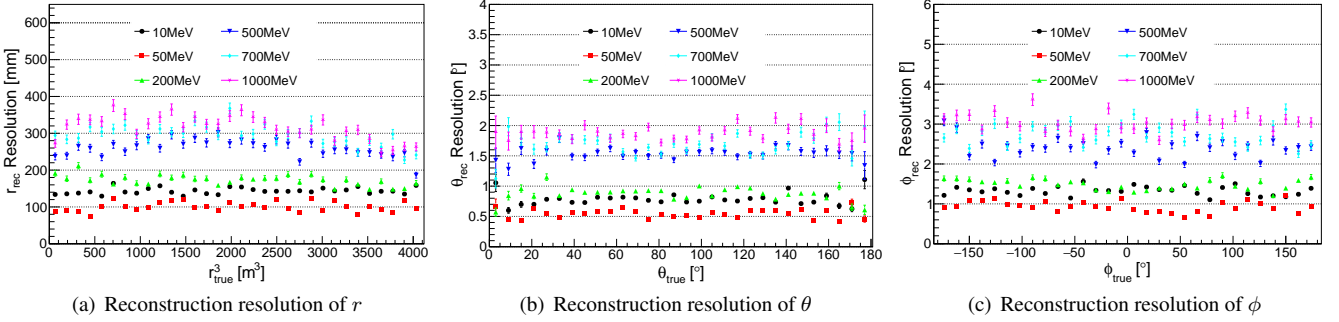 r_rec Resolution [mm]
600
500
400
300
200
100
0
10MeV 500MeV
50MeV 700MeV
200MeV 1000MeV
0 500 1000 1500 2000 2500 3000 3500 4000
r³_true [m³]
θ_rec Resolution [°]
4
3.5
3
2.5
2
1.5
1
0.5
0
10MeV 500MeV
50MeV 700MeV
200MeV 1000MeV
0 20 40 60 80 100 120 140 160 180
θ_true [°]
ϕ_rec Resolution [°]
6
5
4
3
2
1
0
10MeV 500MeV
50MeV 700MeV
200MeV 1000MeV
−150 −100 −50 0 50 100 150
ϕ_true [°]
(a) Reconstruction resolution of r
(b) Reconstruction resolution of θ
(c) Reconstruction resolution of ϕ